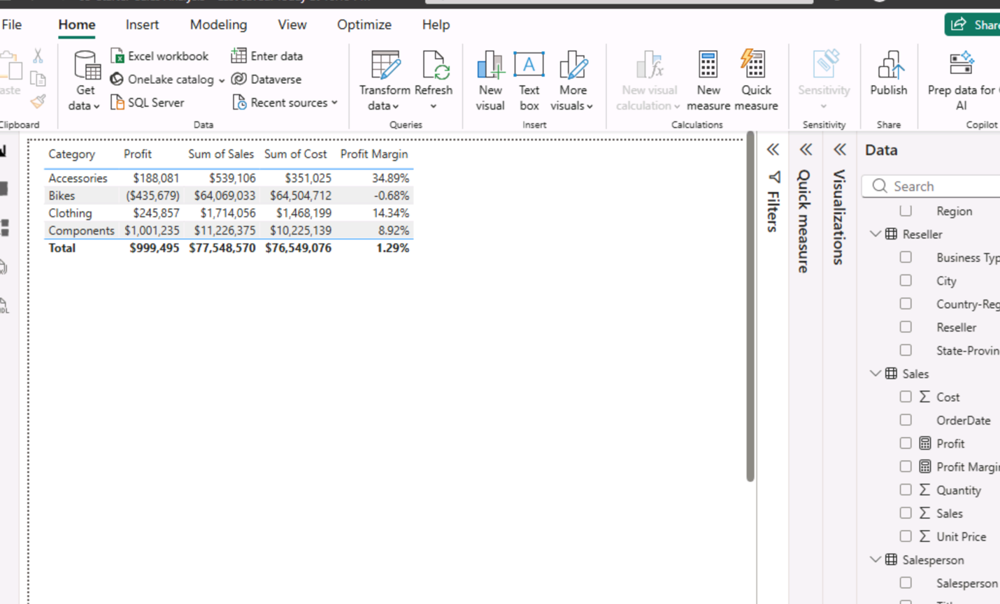 File Home Insert Modeling View Optimize Help
Share
Excel workbook
Enter data
OneLake catalog
Dataverse
SQL Server
Recent sources
Get data
Transform data
Refresh
New visual
Text box
More visuals
New visual calculation
New measure
Quick measure
Sensitivity
Publish
Prep data for
AI
Clipboard
Data
Queries
Insert
Calculations
Sensitivity
Share
Copilot
Category Profit Sum of Sales Sum of Cost Profit Margin
Accessories $188,081 $539,106 $351,025 34.89%
Bikes ($435,679) $64,069,033 $64,504,712 -0.68%
Clothing $245,857 $1,714,056 $1,468,199 14.34%
Components $1,001,235 $11,226,375 $10,225,139 8.92%
Total $999,495 $77,548,570 $76,549,076 1.29%
Filters
Quick measure
Visualizations
Data
Search
Region
Reseller
Business Typ
City
Country-Reg
Reseller
State-Provin
Sales
Cost
OrderDate
Profit
Profit Margin
Quantity
Sales
Unit Price
Salesperson
Salesperson